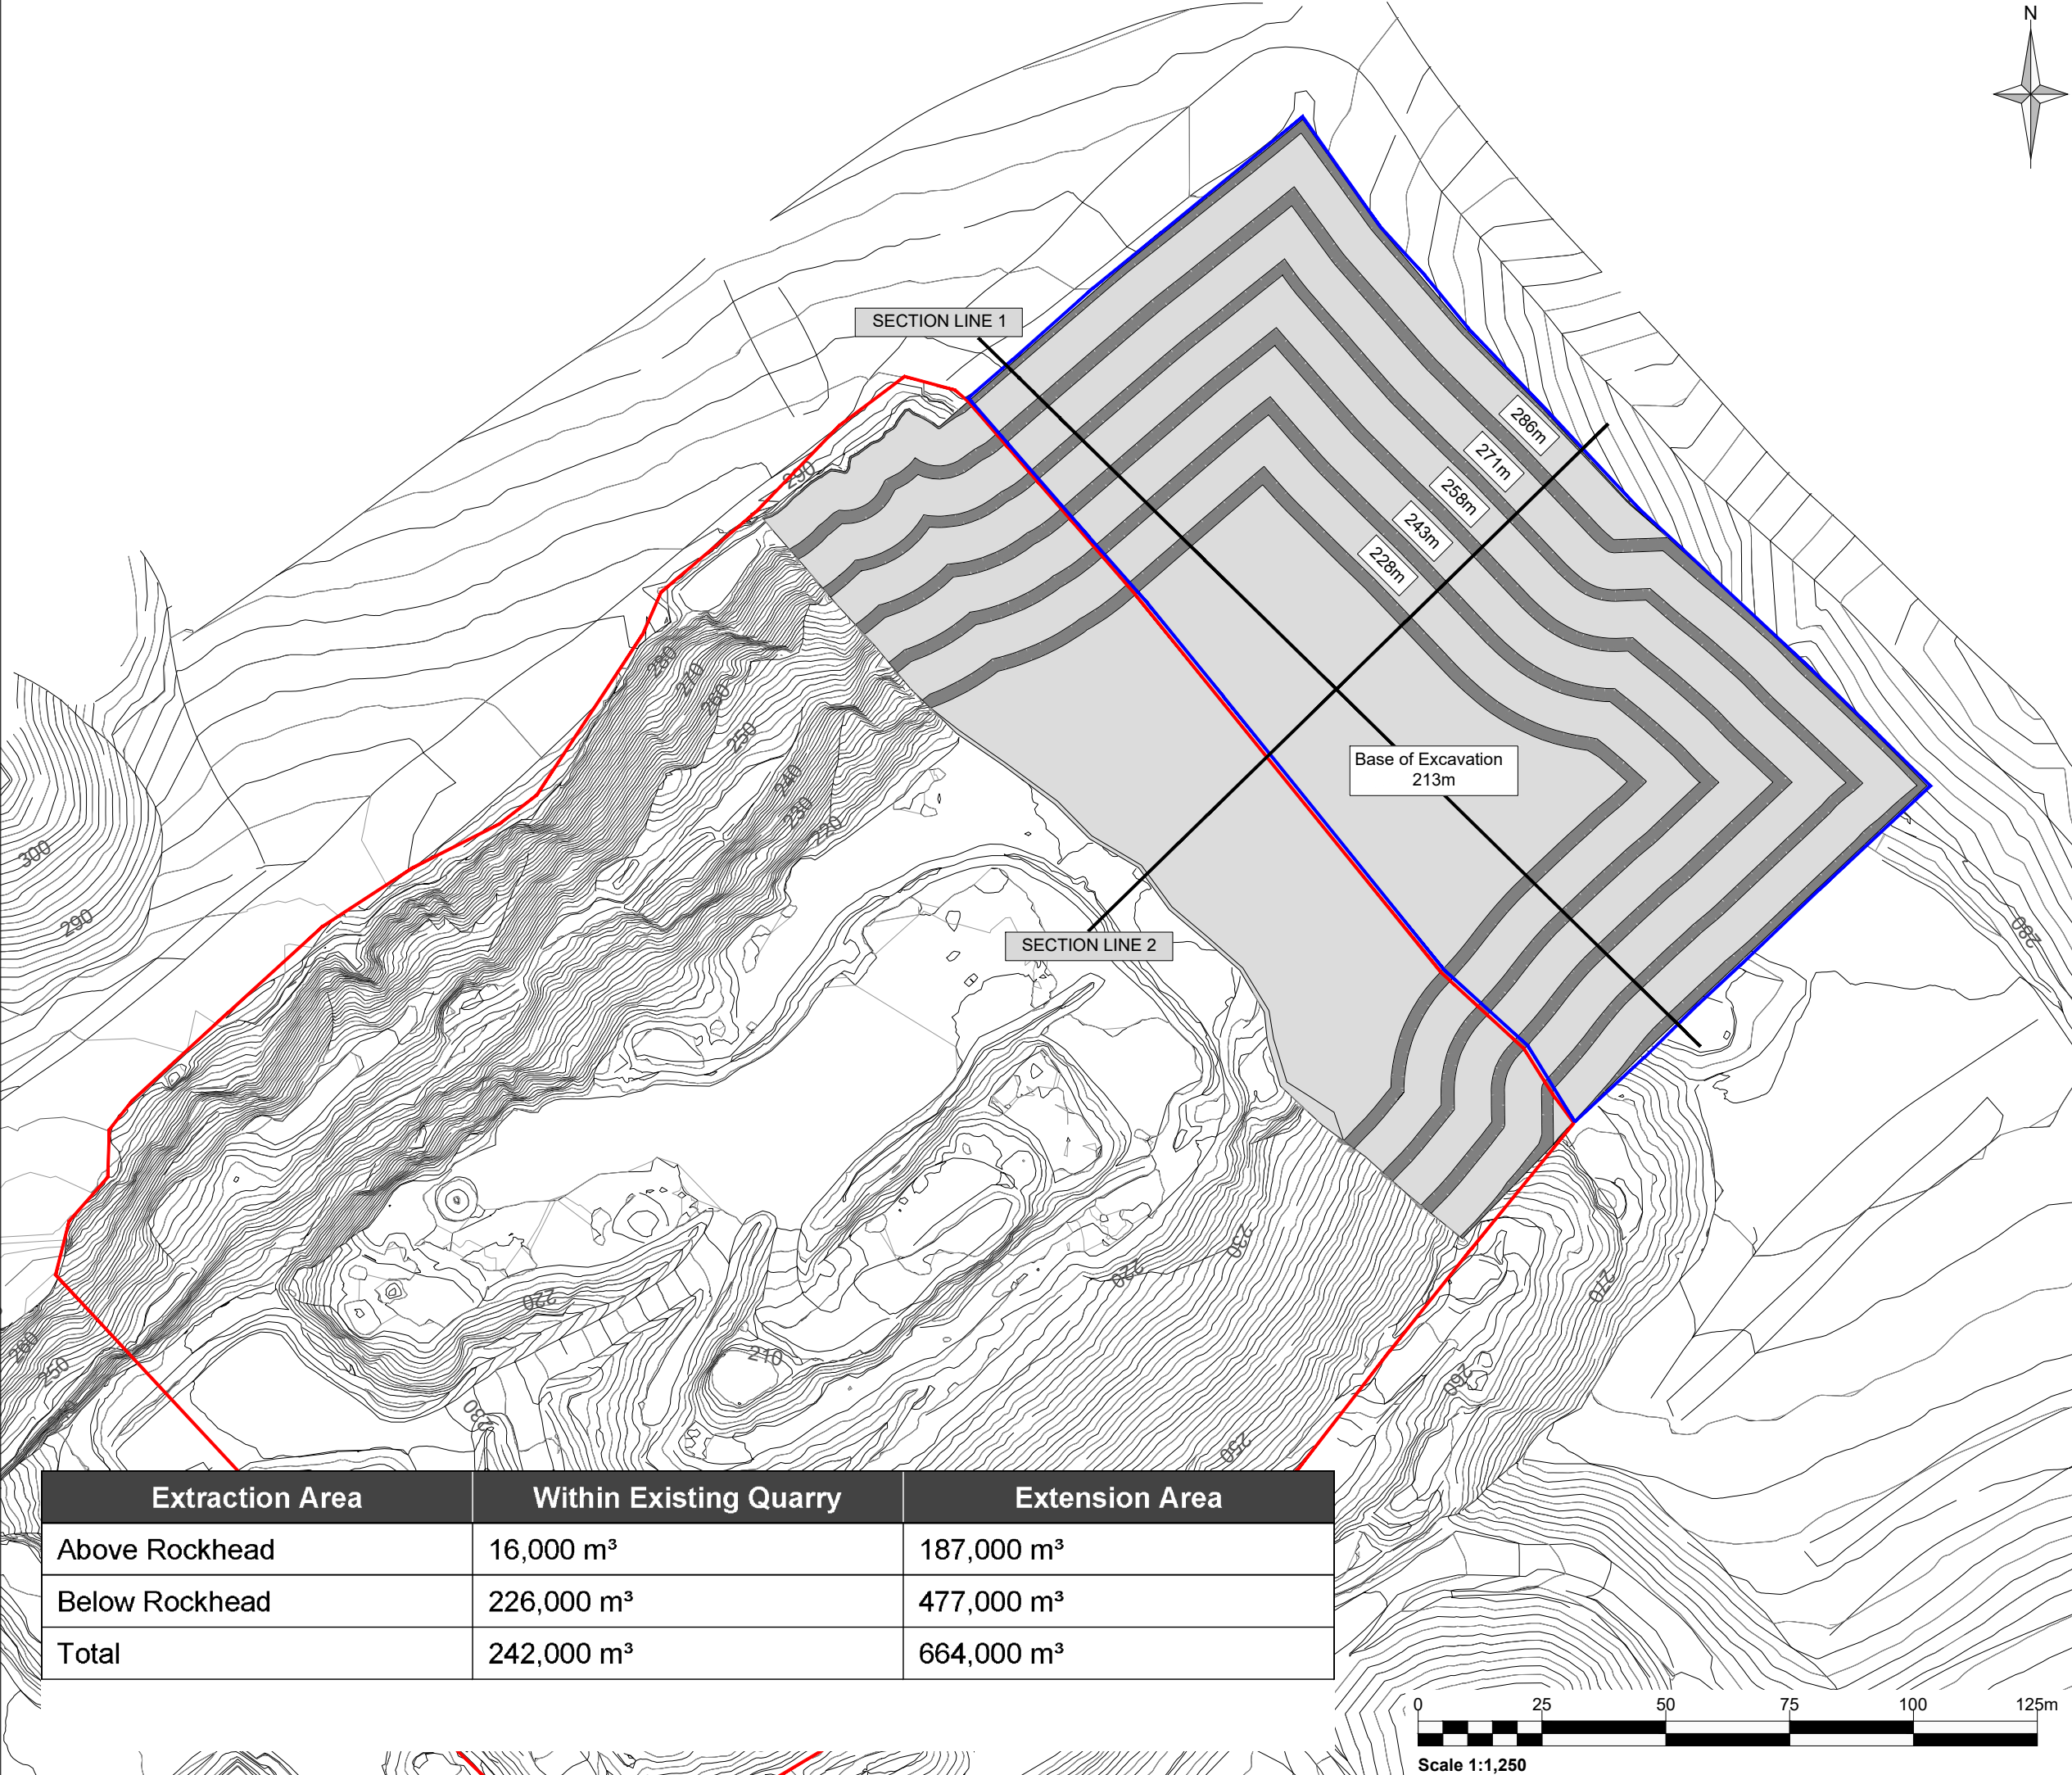 N
SECTION LINE 1
286m
271m
258m
243m
228m
290
280
270
260
250
240
230
220
Base of Excavation
213m
300
290
280
SECTION LINE 2
230
220
220
270
260
250
210
260
250
230
250
Extraction Area Within Existing Quarry Extension Area
Above Rockhead 16,000 m³ 187,000 m³
Below Rockhead 226,000 m³ 477,000 m³
Total 242,000 m³ 664,000 m³
0 25 50 75 100 125m
Scale 1:1,250